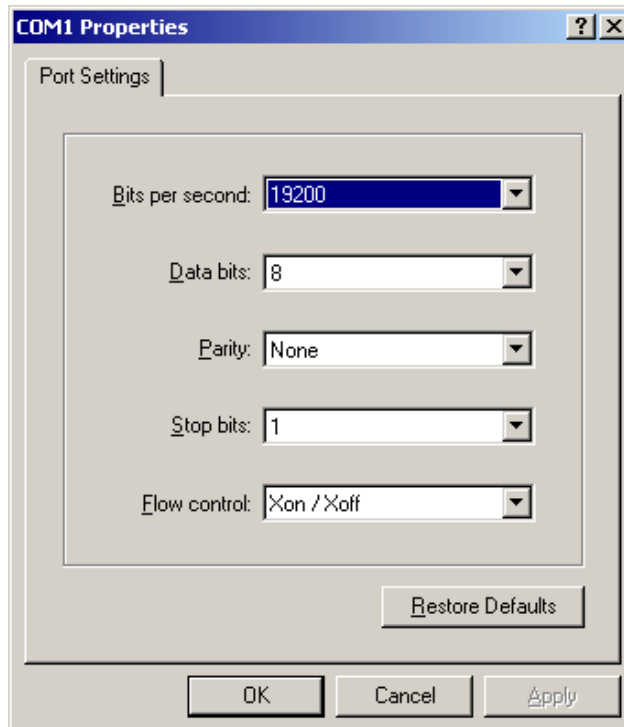 COM1 Properties
Port Settings
Bits per second: 19200
Data bits: 8
Parity: None
Stop bits: 1
Flow control: Xon / Xoff
Restore Defaults
OK Cancel Apply